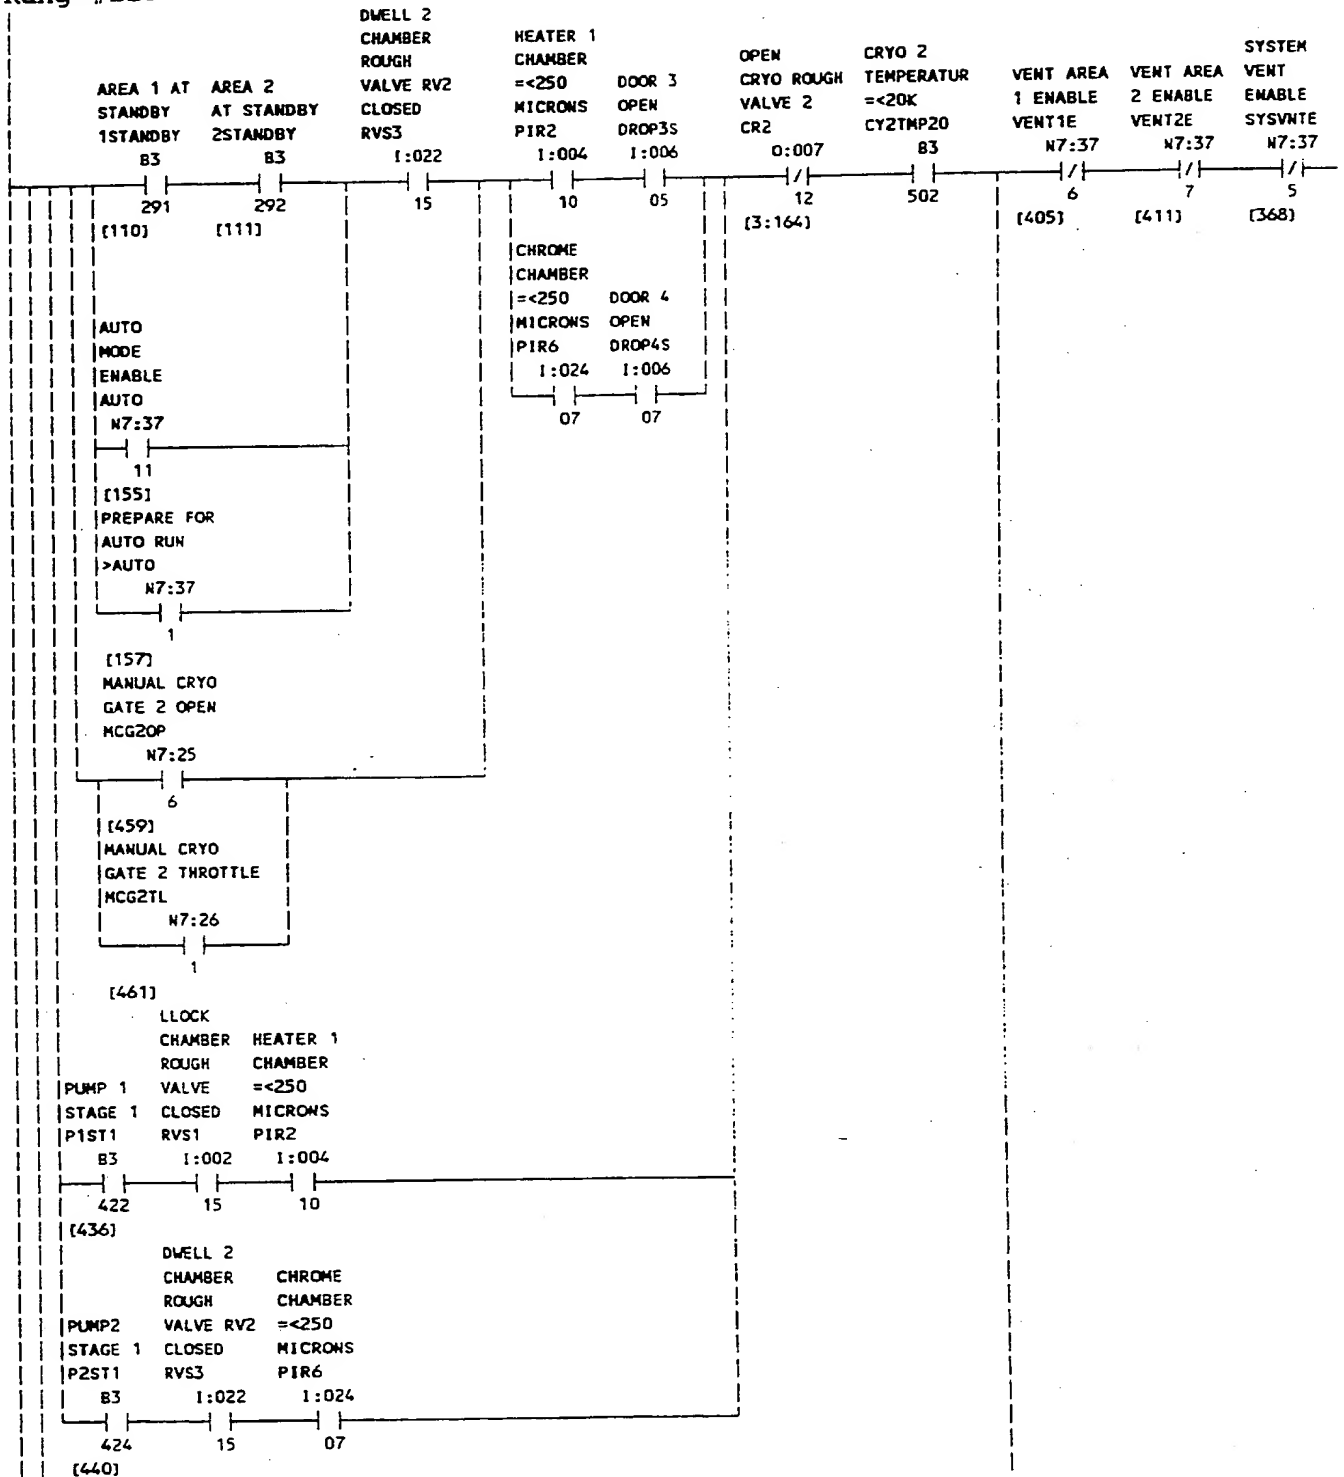 DWELL 2
CHAMBER HEATER 1 SYSTEM
ROUGH CHAMBER OPEN CRYO 2 VENT
AREA 1 AT AREA 2 VALVE RV2 =<250 DOOR 3 CRYO ROUGH TEMPERATUR VENT AREA VENT AREA ENABLE
STANDBY AT STANDBY CLOSED MICRONS OPEN VALVE 2 =<20K 1 ENABLE 2 ENABLE SYSVNTE
1STANDBY 2STANDBY RVS3 PIR2 DROP3S CR2 CY2TMP20 VENT1E VENT2E
B3 B3 I:022 I:004 I:006 O:007 B3 N7:37 N7:37 N7:37
291 292 15 10 05 12 502 6 7 5
[110] [111] [3:164] [405] [411] [368]
CHROME
CHAMBER
=<250 DOOR 4
MICRONS OPEN
PIR6 DROP4S
I:024 I:006
07 07
AUTO
MODE
ENABLE
AUTO
N7:37
11
[155]
PREPARE FOR
AUTO RUN
>AUTO
N7:37
1
[157]
MANUAL CRYO
GATE 2 OPEN
MCG2OP
N7:25
6
[459]
MANUAL CRYO
GATE 2 THROTTLE
MCG2TL
N7:26
1
[461]
LLOCK
CHAMBER HEATER 1
ROUGH CHAMBER
PUMP 1 VALVE =<250
STAGE 1 CLOSED MICRONS
P1ST1 RVS1 PIR2
B3 I:002 I:004
422 15 10
[436]
DWELL 2
CHAMBER CHROME
ROUGH CHAMBER
PUMP2 VALVE RV2 =<250
STAGE 1 CLOSED MICRONS
P2ST1 RVS3 PIR6
B3 I:022 I:024
424 15 07
[440]